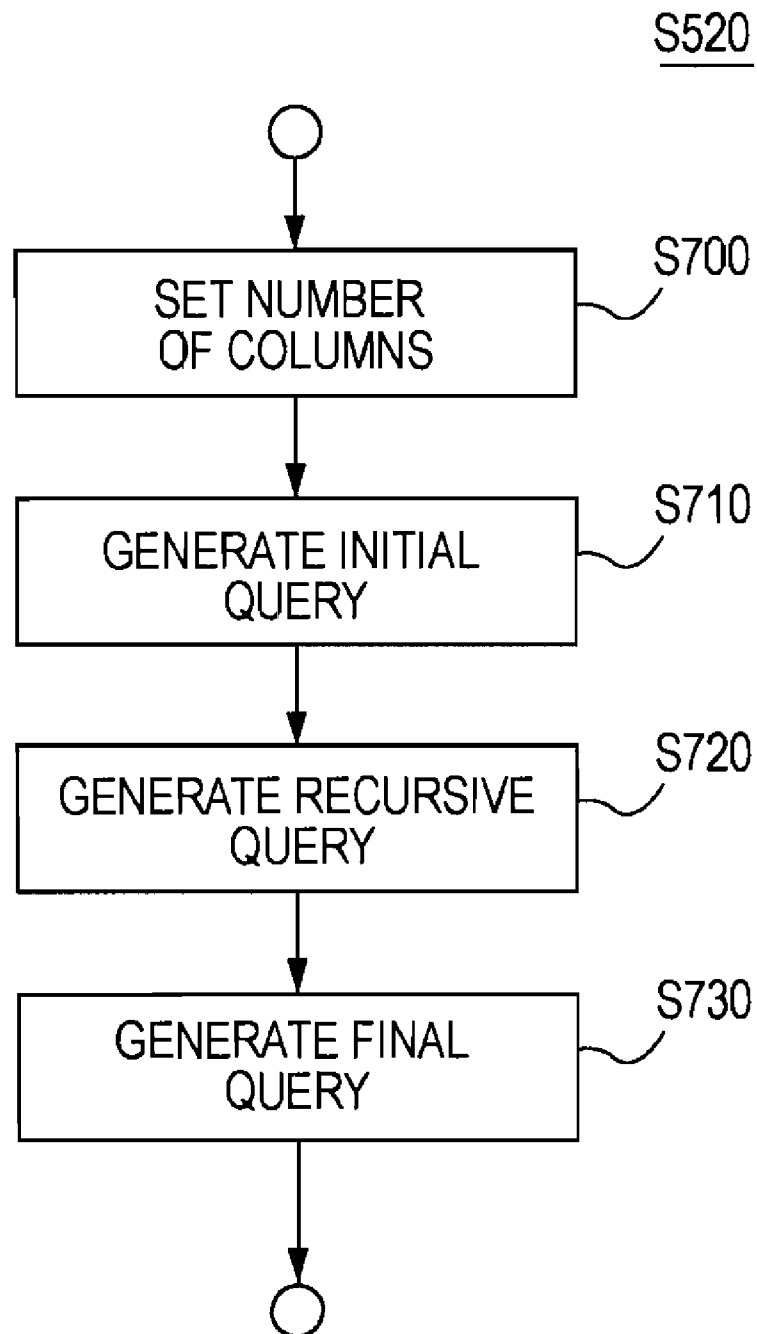 S520
S700
SET NUMBER
OF COLUMNS
S710
GENERATE INITIAL
QUERY
S720
GENERATE RECURSIVE
QUERY
S730
GENERATE FINAL
QUERY